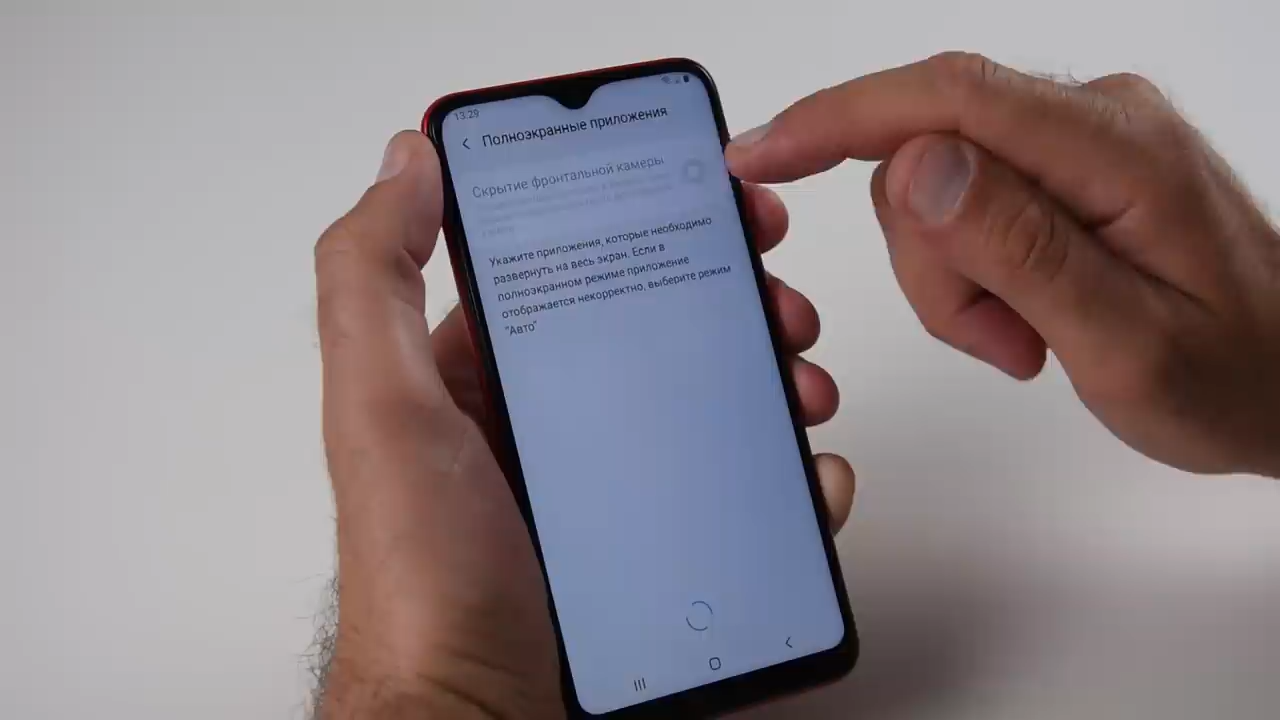 13:29
Полноэкранные приложения
Скрытие фронтальной камеры
Укажите приложения, которые необходимо
развернуть на весь экран. Если в
полноэкранном режиме приложение
отображается некорректно, выберите режим
"Авто"